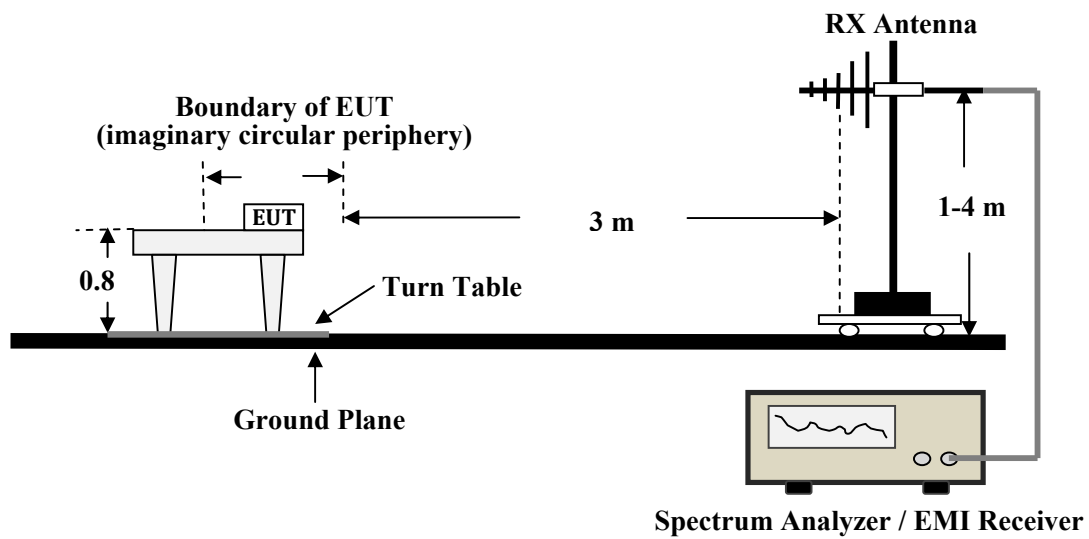 RX Antenna
Boundary of EUT
(imaginary circular periphery)
EUT
3 m
1-4 m
0.8
Turn Table
Ground Plane
Spectrum Analyzer / EMI Receiver